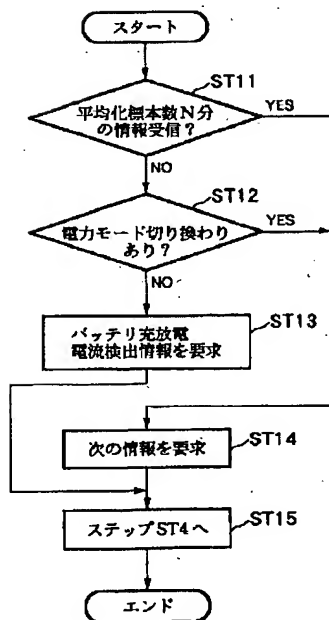 スタート
ST11
平均化標本数N分
の情報受信?
YES
NO
ST12
電力モード切り換わり
あり?
YES
NO
ST13
バッテリ充放電
電流検出情報を要求
ST14
次の情報を要求
ST15
ステップST4へ
エンド